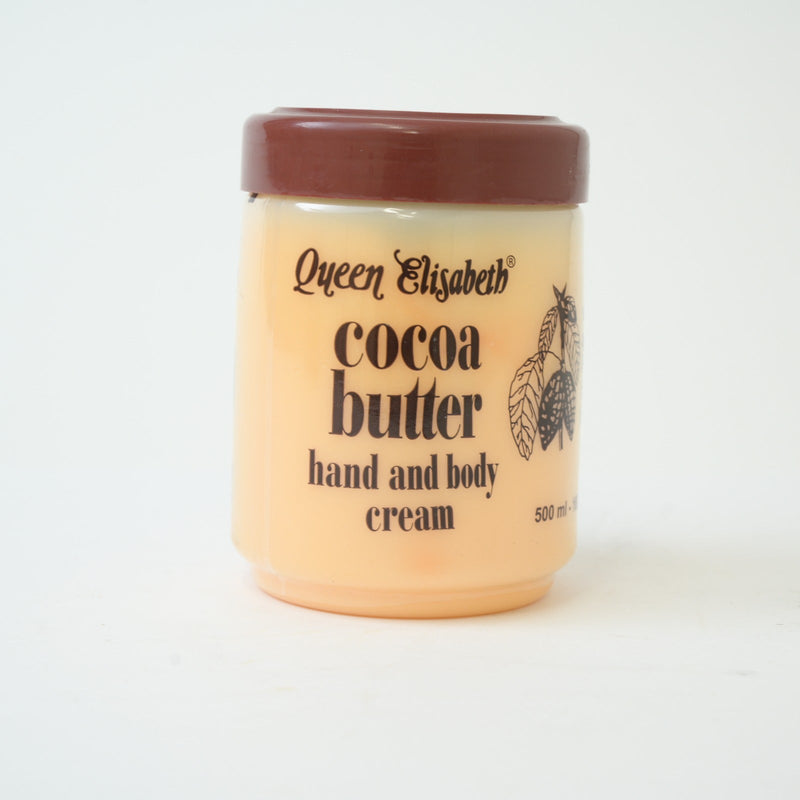 Queen Elisabeth®
cocoa
butter
hand and body
cream
500 ml -